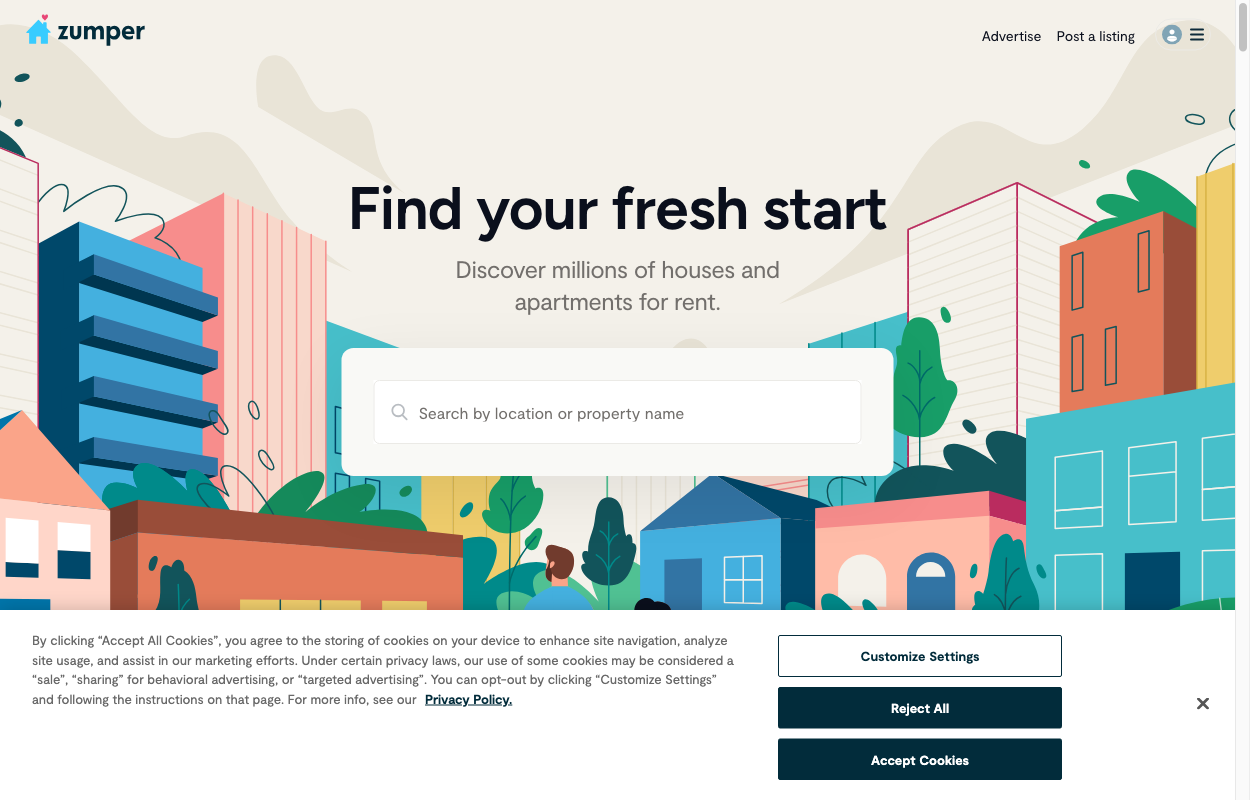 zumper
Advertise
Post a listing
Find your fresh start
Discover millions of houses and
apartments for rent.
Search by location or property name
By clicking “Accept All Cookies”, you agree to the storing of cookies on your device to enhance site navigation, analyze
site usage, and assist in our marketing efforts. Under certain privacy laws, our use of some cookies may be considered a
“sale”, “sharing” for behavioral advertising, or “targeted advertising”. You can opt-out by clicking “Customize Settings”
and following the instructions on that page. For more info, see our Privacy Policy.
Customize Settings
Reject All
Accept Cookies